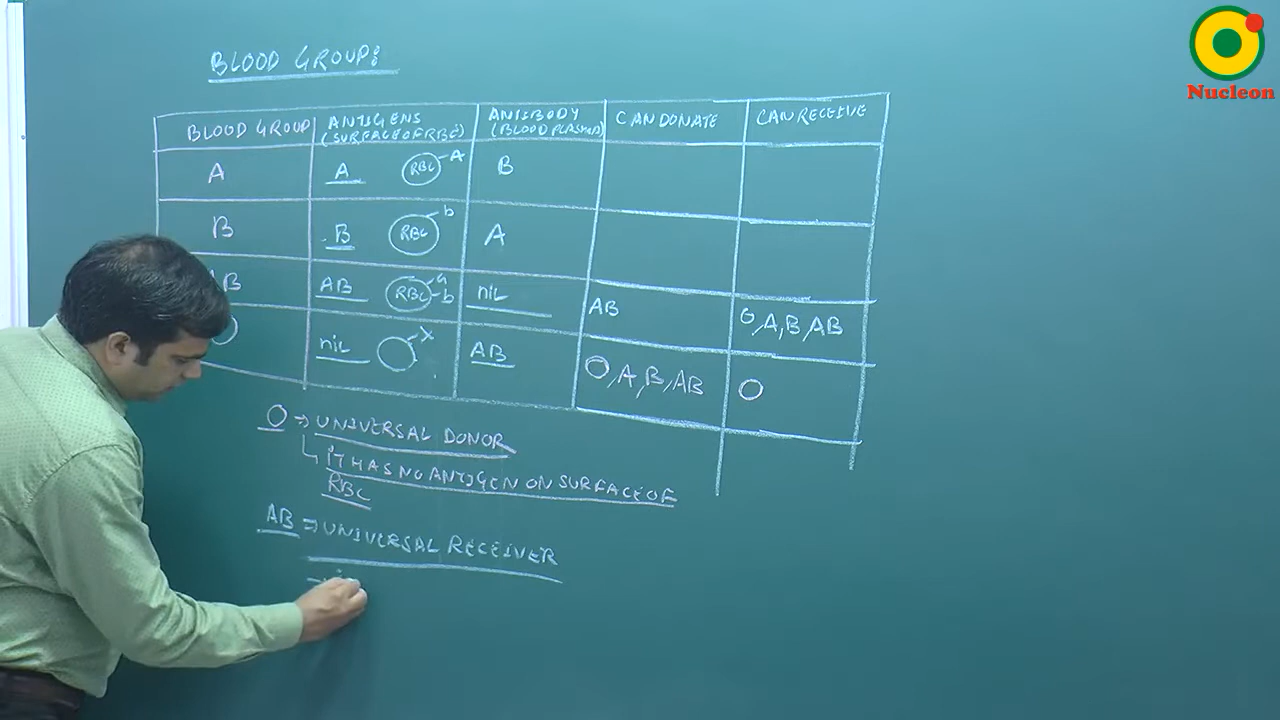 Nucleon
BLOOD GROUP:
BLOOD GROUP ANTIGENS (SURFACE OF RBC) ANTIBODY (BLOOD PLASMA) CAN DONATE CAN RECEIVE
A A RBC A B
B B RBC b A
AB AB RBC a b nil AB O,A,B,AB
O nil x AB O,A,B,AB O
O ⇒ UNIVERSAL DONOR
↳ IT HAS NO ANTIGEN ON SURFACE OF
RBC
AB ⇒ UNIVERSAL RECEIVER